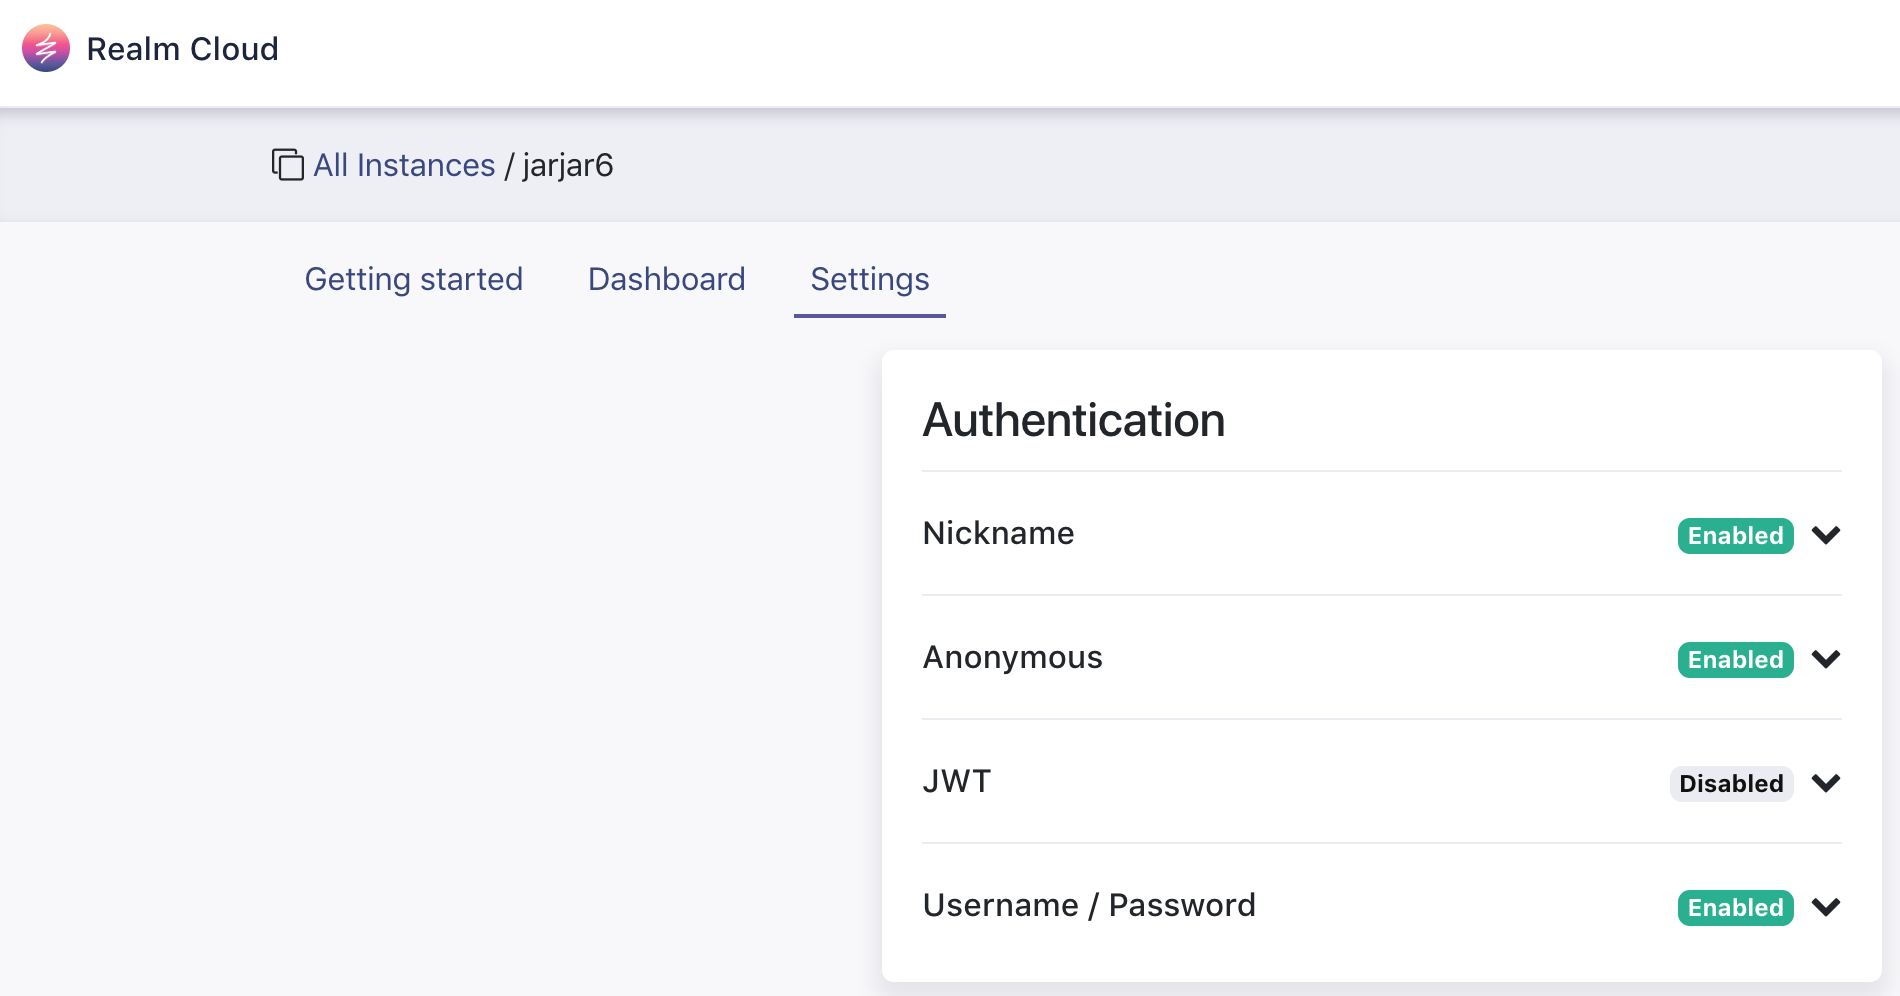 Realm Cloud
All Instances / jarjar6
Getting started Dashboard Settings
Authentication
Nickname Enabled
Anonymous Enabled
JWT Disabled
Username / Password Enabled